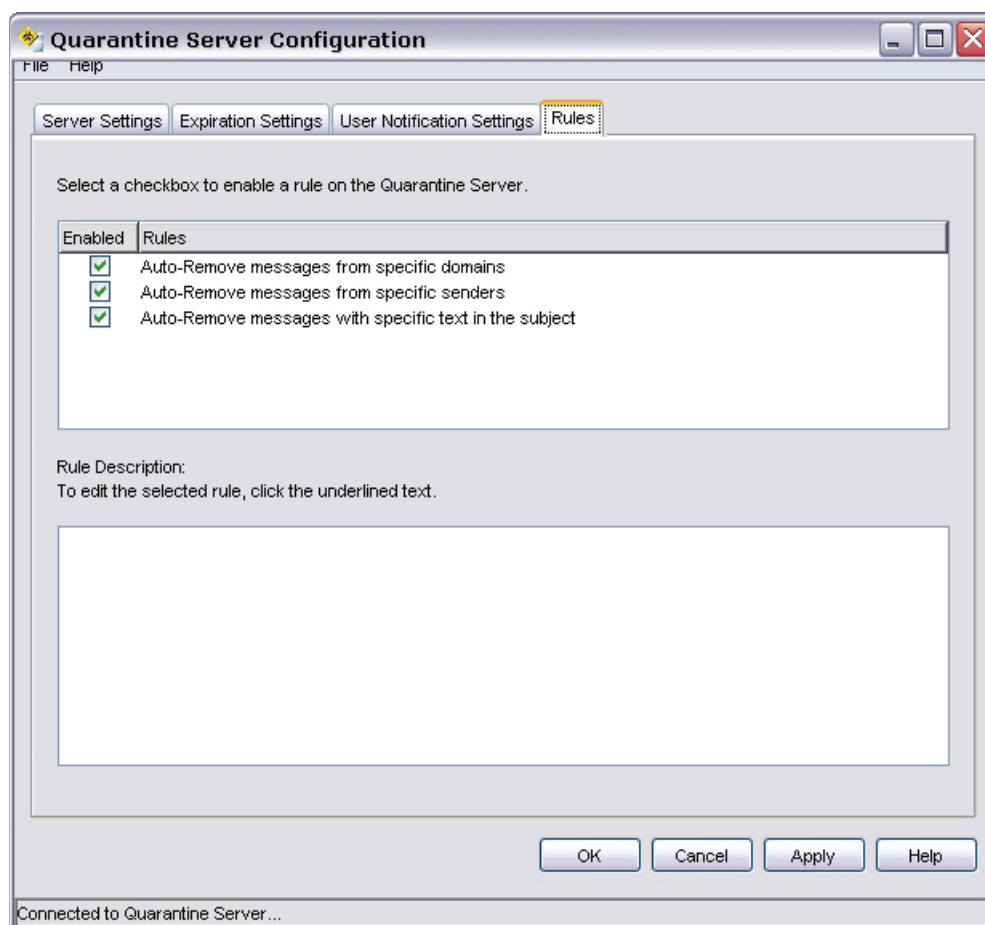 Quarantine Server Configuration
File Help
Server Settings Expiration Settings User Notification Settings Rules
Select a checkbox to enable a rule on the Quarantine Server.
Enabled Rules
Auto-Remove messages from specific domains
Auto-Remove messages from specific senders
Auto-Remove messages with specific text in the subject
Rule Description:
To edit the selected rule, click the underlined text.
OK Cancel Apply Help
Connected to Quarantine Server...